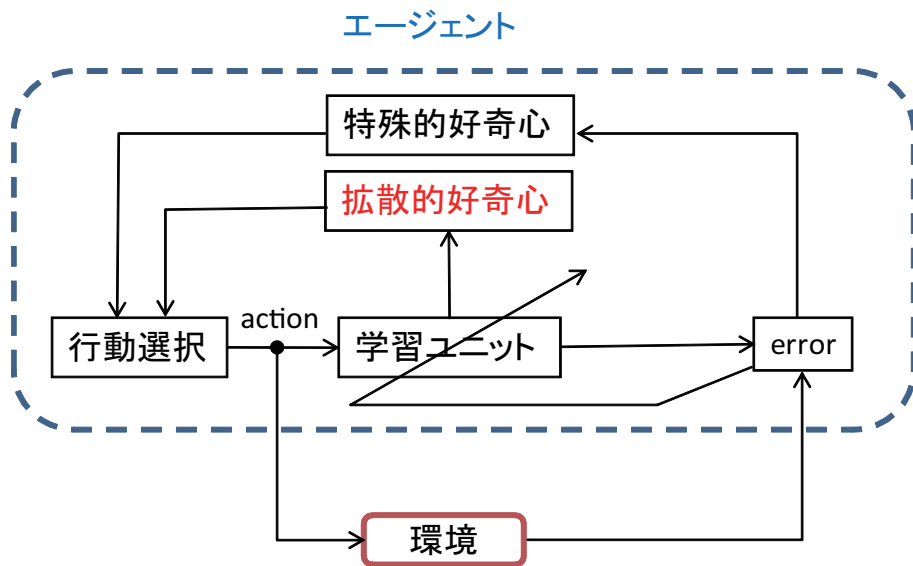 エージェント
特殊的好奇心
拡散的好奇心
action
行動選択
学習ユニット
error
環境